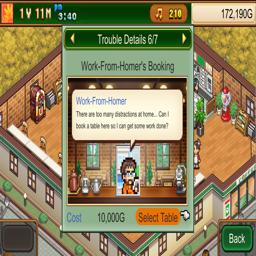 1Y 11M PM 3:40
210
172,190G
Trouble Details 6/7
Work-From-Homer's Booking
Work-From-Homer
There are too many distractions at home... Can I
book a table here so I can get some work done?
Cost 10,000G Select Table
Back